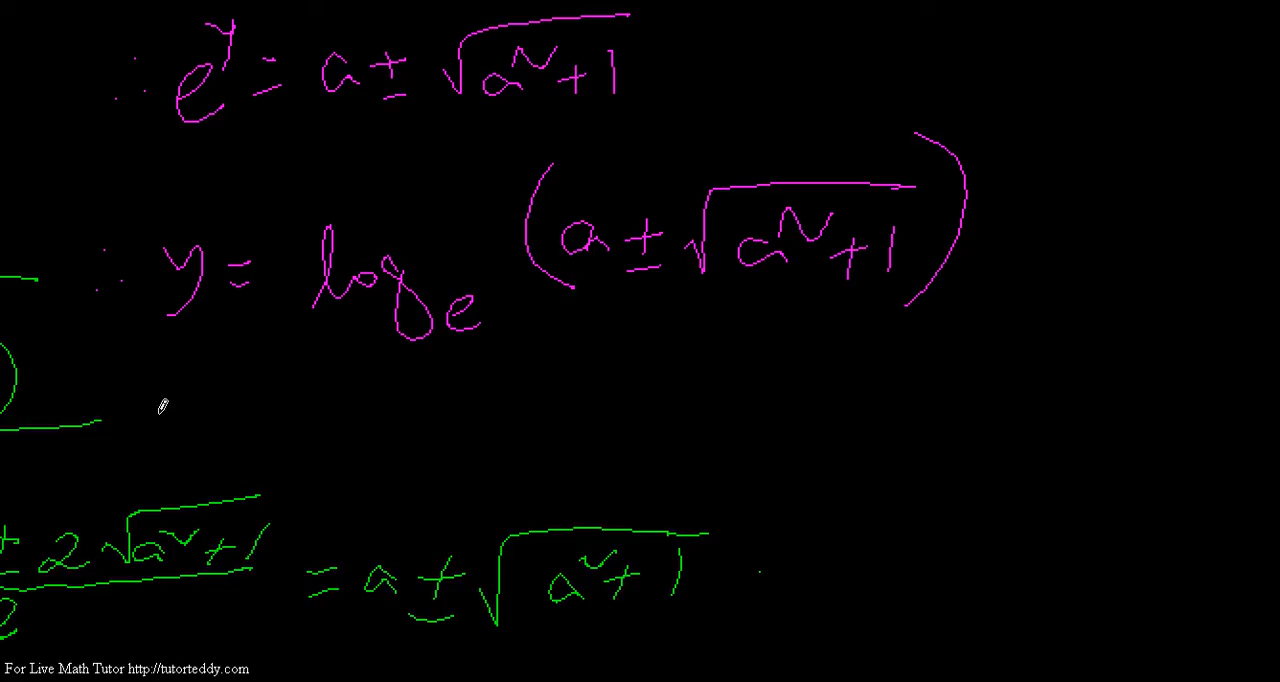 ∴ e^y = a ± √(a² + 1)
∴ y = log_e (a ± √(a² + 1))
± 2√(a² + 1) / 2 = a ± √(a² + 1)
For Live Math Tutor http://tutorteddy.com